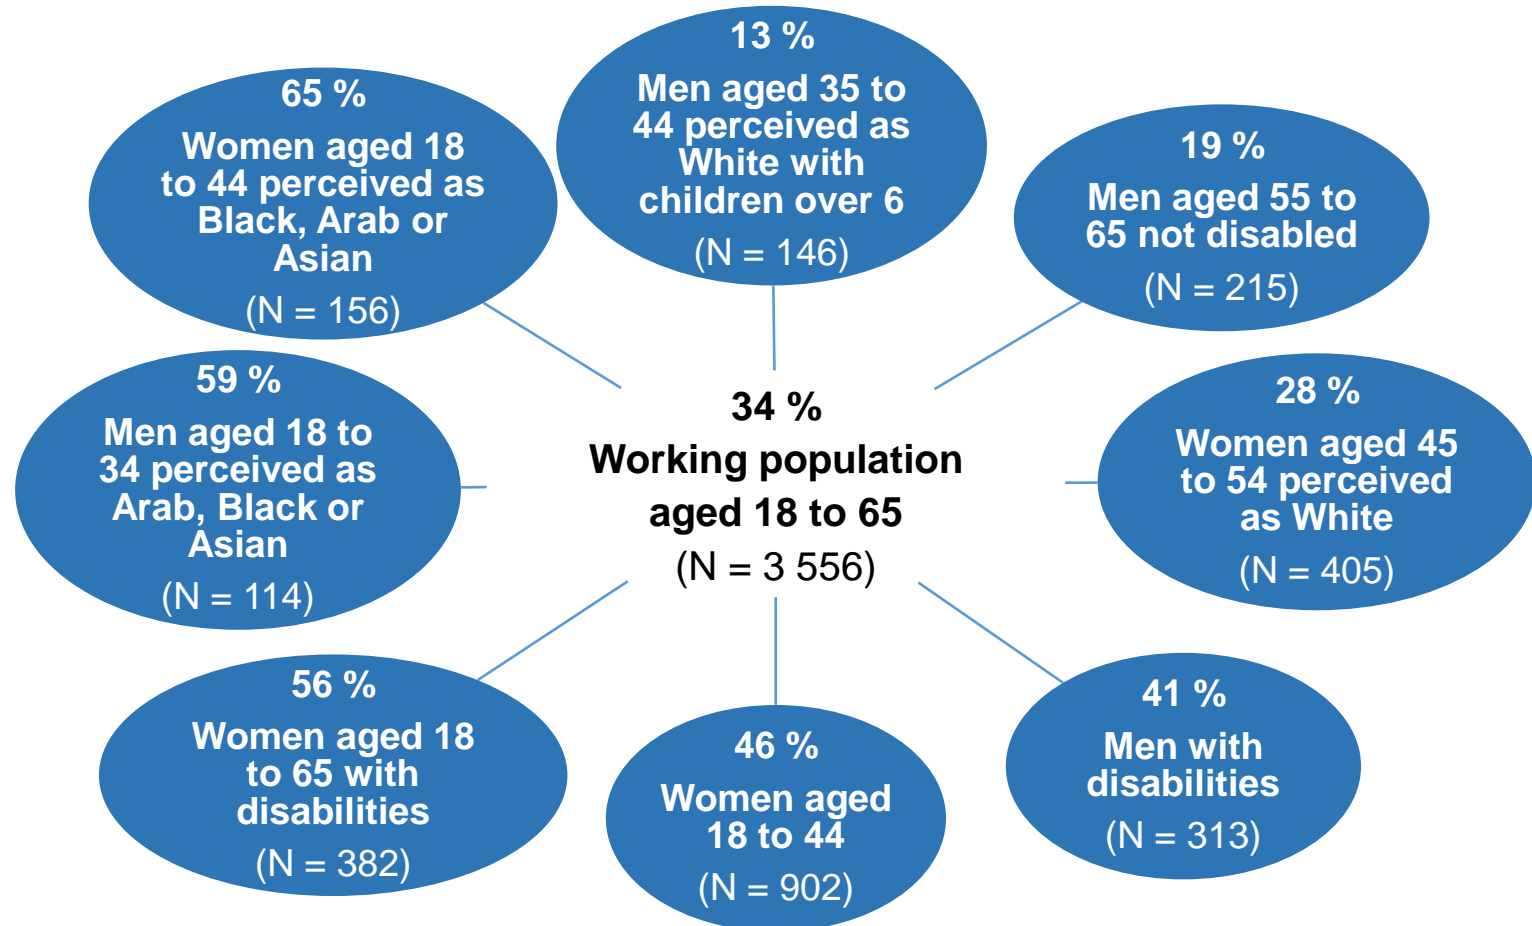 13 %
Men aged 35 to
44 perceived as
White with
children over 6
(N = 146)
65 %
Women aged 18
to 44 perceived as
Black, Arab or
Asian
(N = 156)
19 %
Men aged 55 to
65 not disabled
(N = 215)
59 %
Men aged 18 to
34 perceived as
Arab, Black or
Asian
(N = 114)
34 %
Working population
aged 18 to 65
(N = 3 556)
28 %
Women aged 45
to 54 perceived
as White
(N = 405)
56 %
Women aged 18
to 65 with
disabilities
(N = 382)
46 %
Women aged
18 to 44
(N = 902)
41 %
Men with
disabilities
(N = 313)